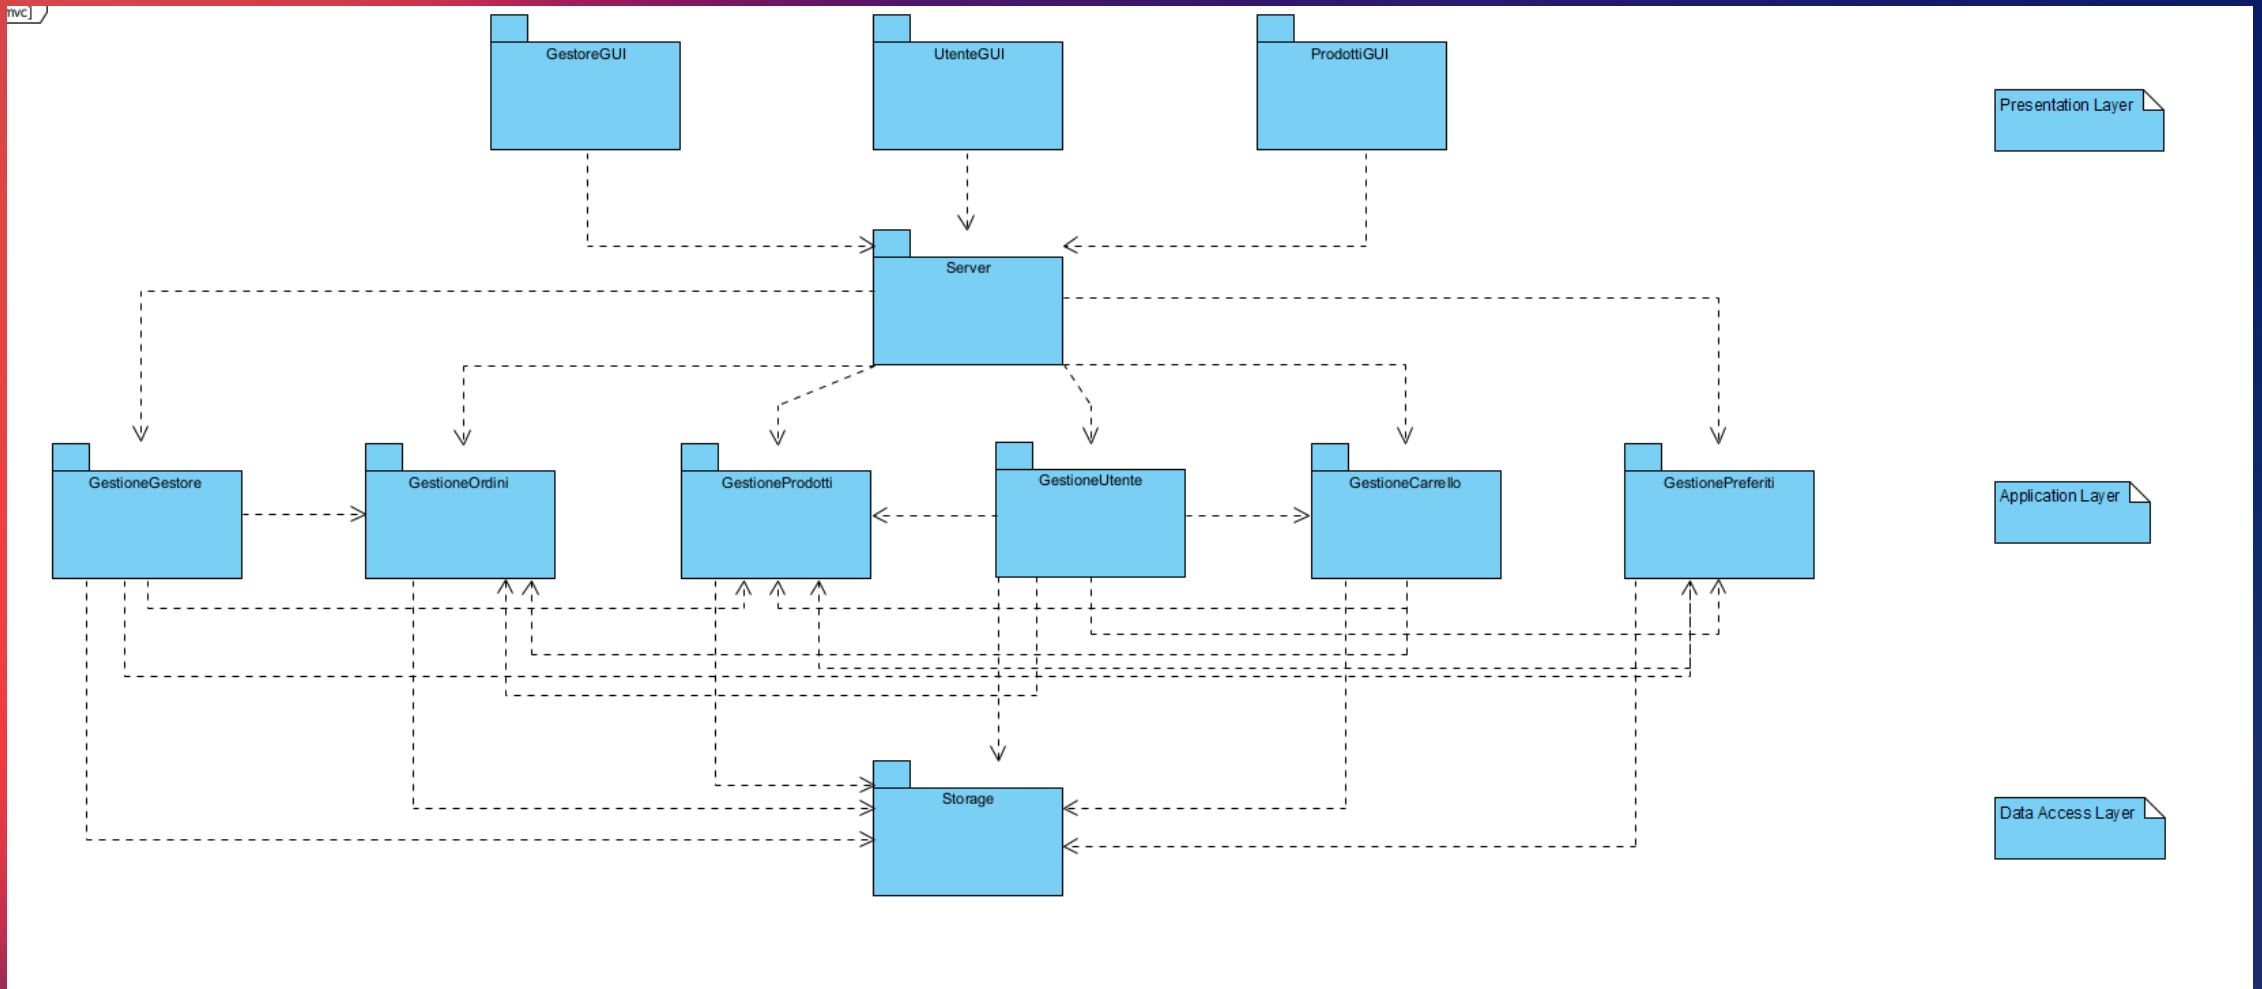 mvc]
GestoreGUI
UtenteGUI
ProdottiGUI
Presentation Layer
Server
GestioneGestore
GestioneOrdini
GestioneProdotti
GestioneUtente
GestioneCarrello
GestionePreferiti
Application Layer
Storage
Data Access Layer